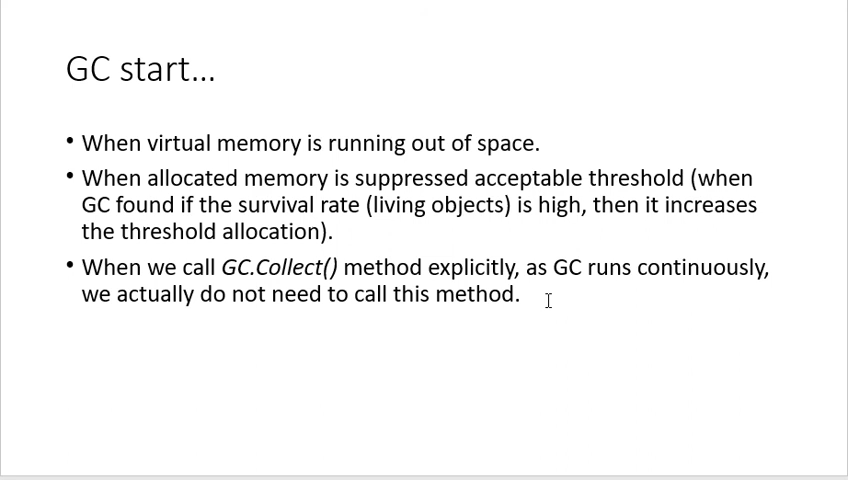 GC start...
• When virtual memory is running out of space.
• When allocated memory is suppressed acceptable threshold (when
GC found if the survival rate (living objects) is high, then it increases
the threshold allocation).
• When we call GC.Collect() method explicitly, as GC runs continuously,
we actually do not need to call this method.